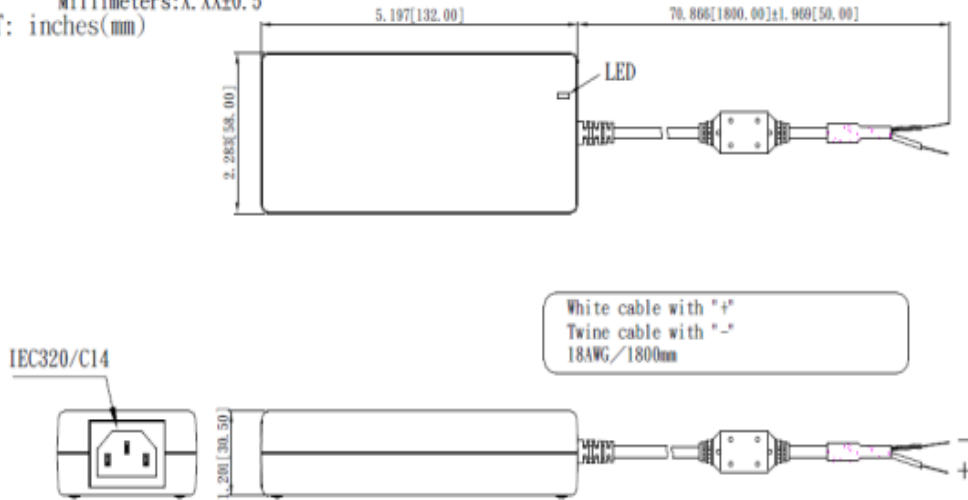 Millimeters:X.XX±0.5
: inches(mm)
5.197[132.00]
70.866[1800.00]±1.969[50.00]
LED
2.283[58.00]
White cable with "+"
Twine cable with "-"
18AWG／1800mm
IEC320/C14
1.201[30.50]
-
+